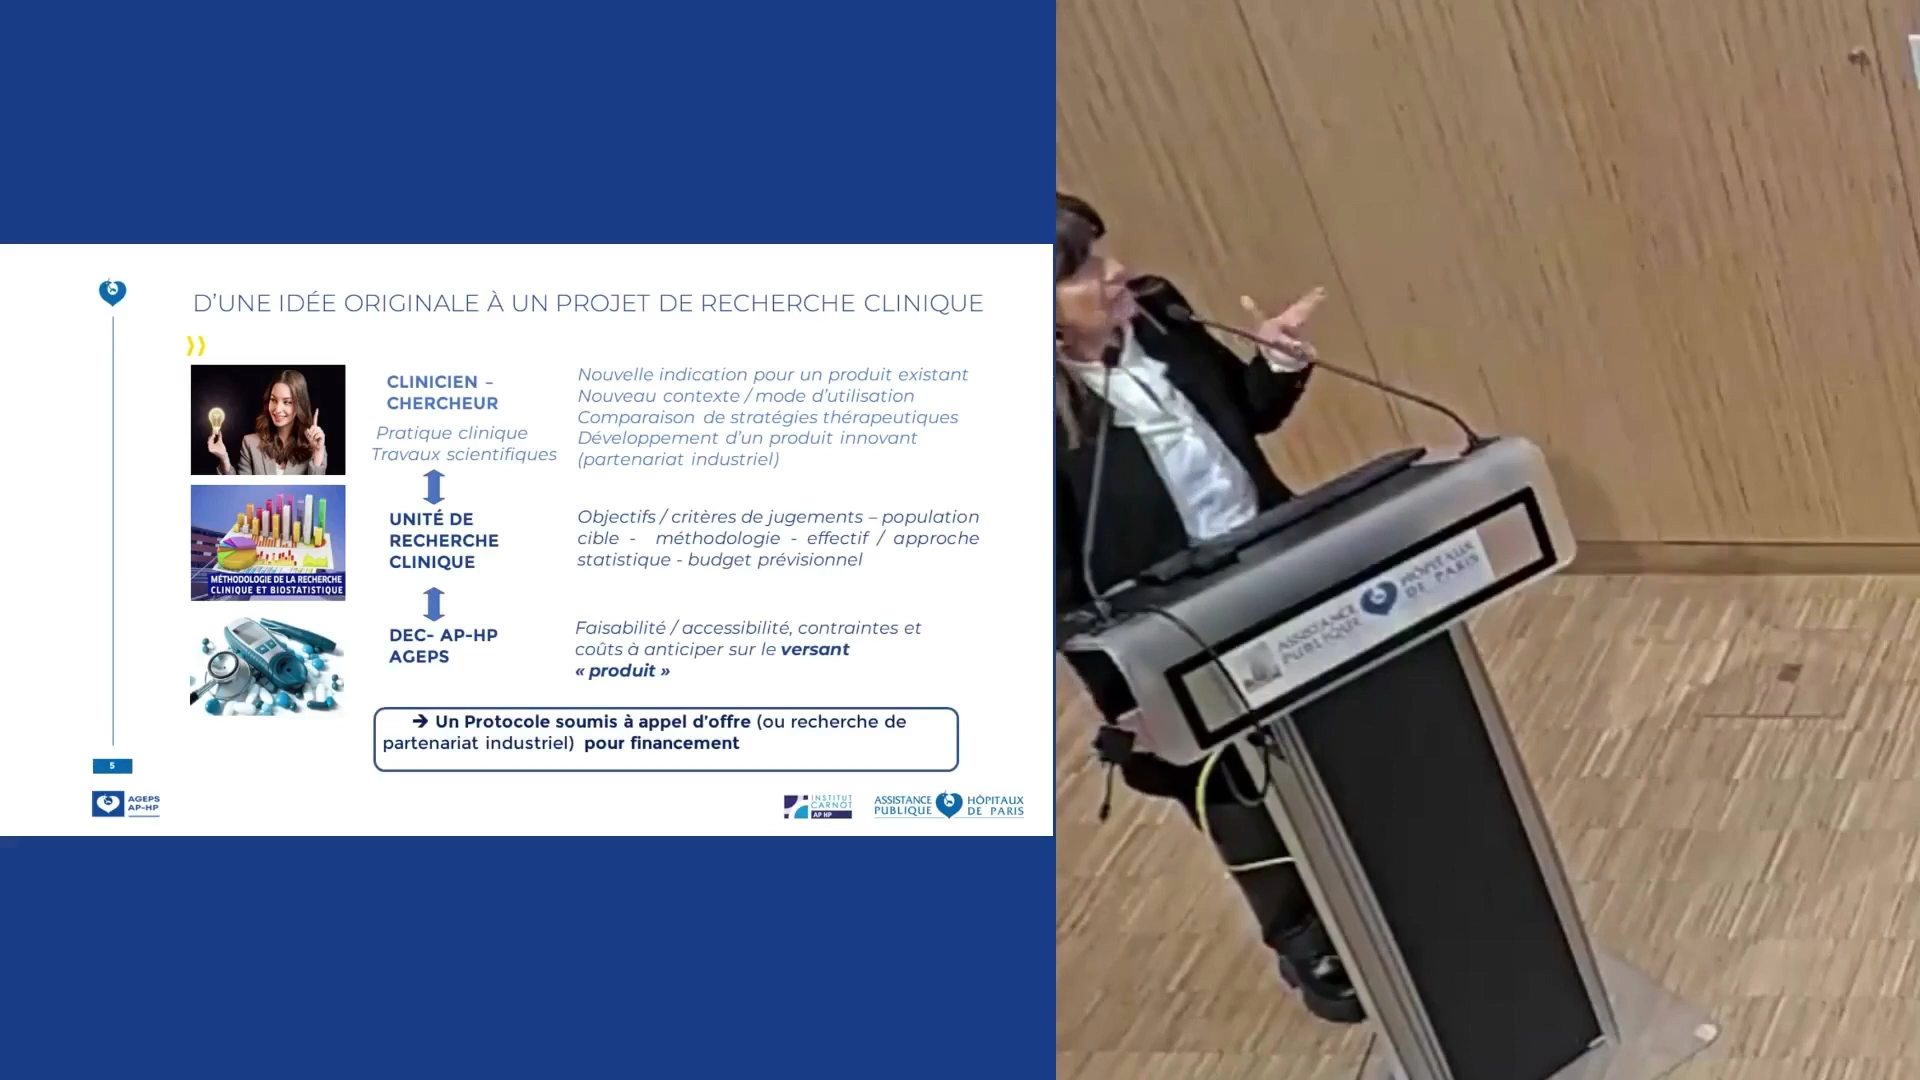 D'UNE IDÉE ORIGINALE À UN PROJET DE RECHERCHE CLINIQUE
CLINICIEN –
CHERCHEUR
Pratique clinique
Travaux scientifiques
Nouvelle indication pour un produit existant
Nouveau contexte / mode d'utilisation
Comparaison de stratégies thérapeutiques
Développement d'un produit innovant
(partenariat industriel)
MÉTHODOLOGIE DE LA RECHERCHE
CLINIQUE ET BIOSTATISTIQUE
UNITÉ DE
RECHERCHE
CLINIQUE
Objectifs / critères de jugements – population
cible - méthodologie - effectif / approche
statistique - budget prévisionnel
DEC- AP-HP
AGEPS
Faisabilité / accessibilité, contraintes et
coûts à anticiper sur le versant
« produit »
➔ Un Protocole soumis à appel d'offre (ou recherche de
partenariat industriel) pour financement
5
AGEPS
AP-HP
INSTITUT
CARNOT
AP HP
ASSISTANCE
PUBLIQUE
HÔPITAUX
DE PARIS
ASSISTANCE
PUBLIQUE
HÔPITAUX
DE PARIS